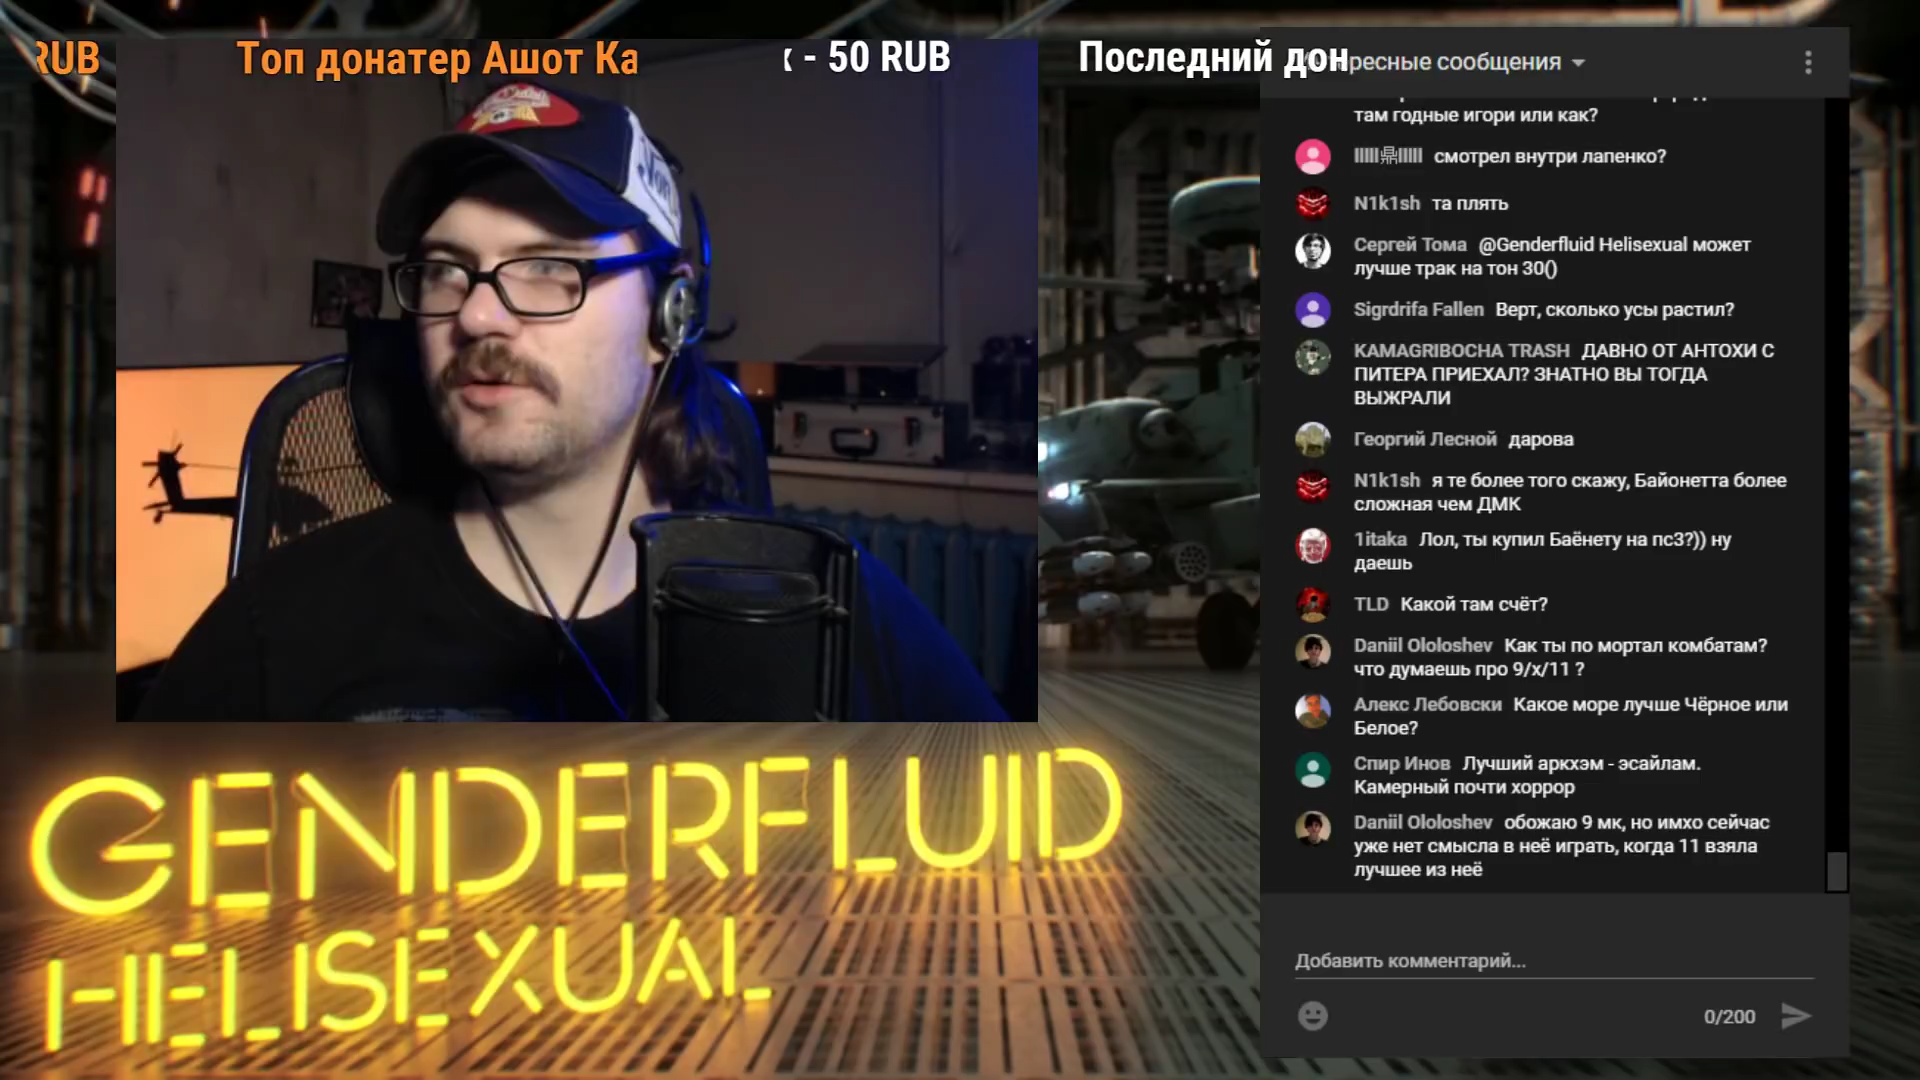 RUB
Топ донатер Ашот Ка
- 50 RUB
Последний дон
ресные сообщения
там годные игори или как?
смотрел внутри лапенко?
N1k1sh та плять
Сергей Тома @Genderfluid Helisexual может
лучше трак на тон 30()
Sigrdrifa Fallen Верт, сколько усы растил?
KAMAGRIBOCHA TRASH ДАВНО ОТ АНТОХИ С
ПИТЕРА ПРИЕХАЛ? ЗНАТНО ВЫ ТОГДА
ВЫЖРАЛИ
Георгий Лесной дарова
N1k1sh я те более того скажу, Байонетта более
сложная чем ДМК
1itaka Лол, ты купил Баёнету на пс3?)) ну
даешь
TLD Какой там счёт?
Daniil Ololoshev Как ты по мортал комбатам?
что думаешь про 9/x/11 ?
Алекс Лебовски Какое море лучше Чёрное или
Белое?
Спир Инов Лучший аркхэм - эсайлам.
Камерный почти хоррор
Daniil Ololoshev обожаю 9 мк, но имхо сейчас
уже нет смысла в неё играть, когда 11 взяла
лучшее из неё
Добавить комментарий...
0/200
GENDERFLUID
HELISEXUAL